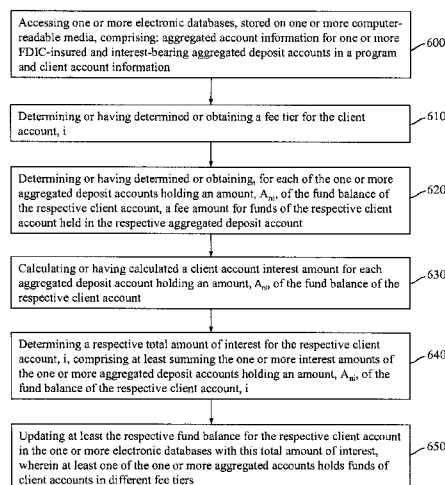 Accessing one or more electronic databases, stored on one or more computer-
readable media, comprising: aggregated account information for one or more
FDIC-insured and interest-bearing aggregated deposit accounts in a program
and client account information
600
Determining or having determined or obtaining a fee tier for the client
account, i
610
Determining or having determined or obtaining, for each of the one or more
aggregated deposit accounts holding an amount, Ani, of the fund balance of
the respective client account, a fee amount for funds of the respective client
account held in the respective aggregated deposit account
620
Calculating or having calculated a client account interest amount for each
aggregated deposit account holding an amount, Ani, of the fund balance of the
respective client account
630
Determining a respective total amount of interest for the respective client
account, i, comprising at least summing the one or more interest amounts of
the one or more aggregated deposit accounts holding an amount, Ani, of
the fund balance of the respective client account, i
640
Updating at least the respective fund balance for the respective client account
in the one or more electronic databases with this total amount of interest,
wherein at least one of the one or more aggregated accounts holds funds of
client accounts in different fee tiers
650